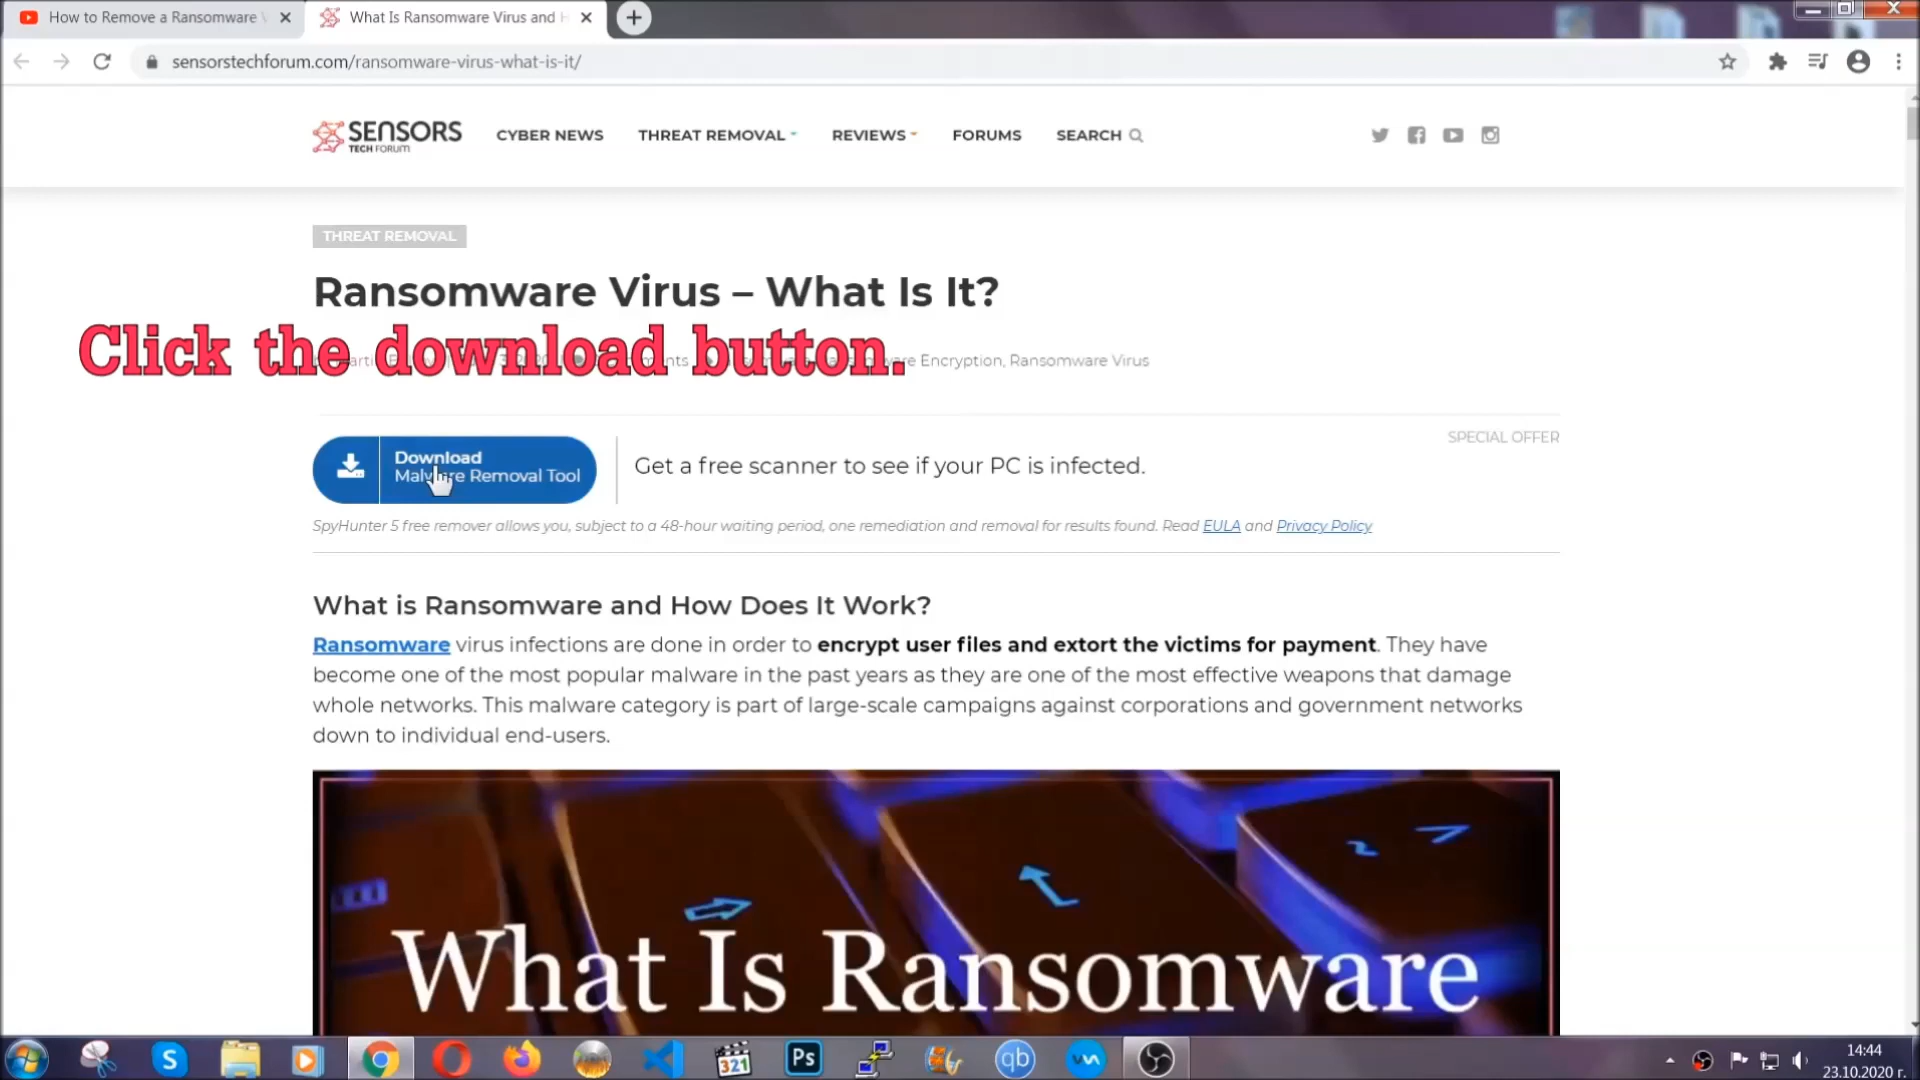 How to Remove a Ransomware
What Is Ransomware Virus and
sensorstechforum.com/ransomware-virus-what-is-it/
SENSORS
TECH FORUM
CYBER NEWS THREAT REMOVAL REVIEWS FORUMS SEARCH
THREAT REMOVAL
Ransomware Virus – What Is It?
Click the download button.
Encryption, Ransomware Virus
SPECIAL OFFER
Download
Malware Removal Tool
Get a free scanner to see if your PC is infected.
SpyHunter 5 free remover allows you, subject to a 48-hour waiting period, one remediation and removal for results found. Read EULA and Privacy Policy
What is Ransomware and How Does It Work?
Ransomware virus infections are done in order to encrypt user files and extort the victims for payment. They have
become one of the most popular malware in the past years as they are one of the most effective weapons that damage
whole networks. This malware category is part of large-scale campaigns against corporations and government networks
down to individual end-users.
What Is Ransomware
S
321
Ps
qb
14:44
23.10.2020 г.